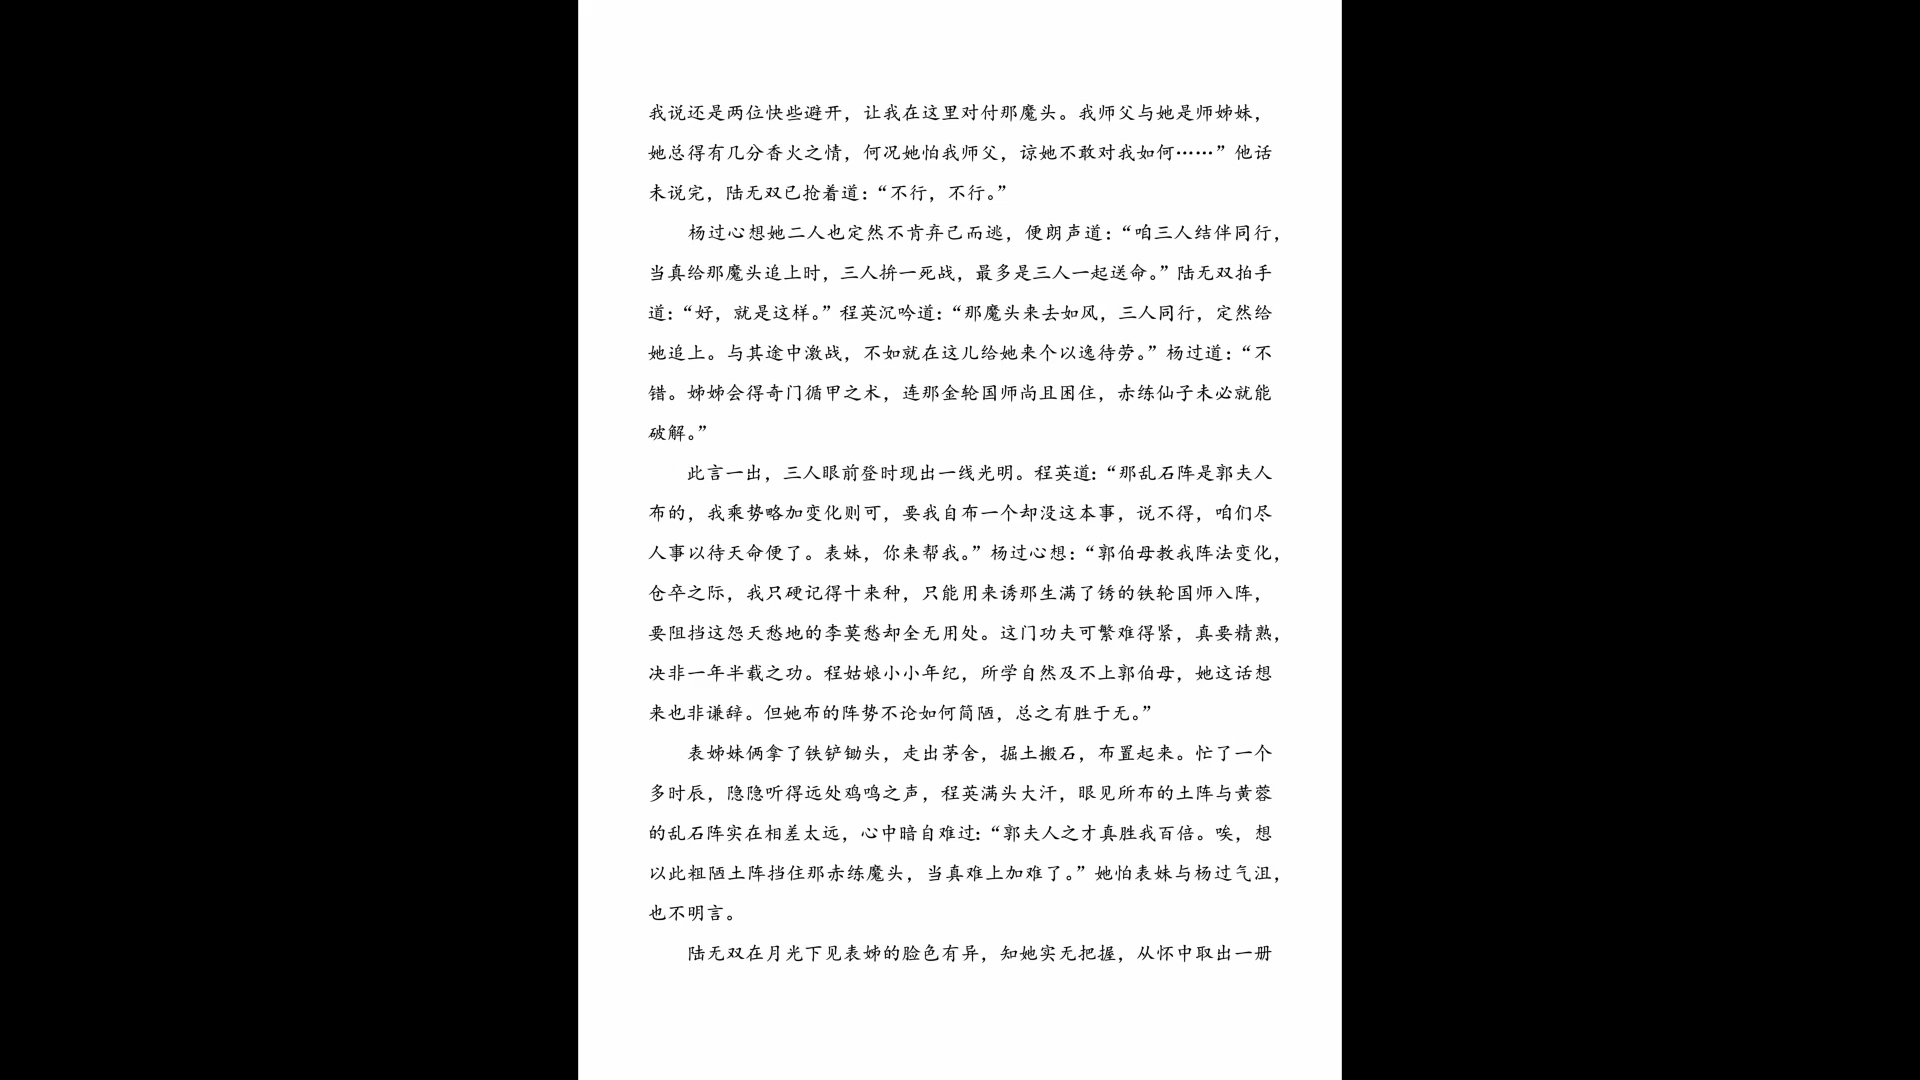 我说还是两位快些避开，让我在这里对付那魔头。我师父与她是师姊妹，
她总得有几分香火之情，何况她怕我师父，谅她不敢对我如何……”他话
未说完，陆无双已抢着道：“不行，不行。”
杨过心想她二人也定然不肯弃己而逃，便朗声道：“咱三人结伴同行，
当真给那魔头追上时，三人拚一死战，最多是三人一起送命。”陆无双拍手
道：“好，就是这样。”程英沉吟道：“那魔头来去如风，三人同行，定然给
她追上。与其途中激战，不如就在这儿给她来个以逸待劳。”杨过道：“不
错。姊姊会得奇门循甲之术，连那金轮国师尚且困住，赤练仙子未必就能
破解。”
此言一出，三人眼前登时现出一线光明。程英道：“那乱石阵是郭夫人
布的，我乘势略加变化则可，要我自布一个却没这本事，说不得，咱们尽
人事以待天命便了。表妹，你来帮我。”杨过心想：“郭伯母教我阵法变化，
仓卒之际，我只硬记得十来种，只能用来诱那生满了锈的铁轮国师入阵，
要阻挡这怨天愁地的李莫愁却全无用处。这门功夫可繁难得紧，真要精熟，
决非一年半载之功。程姑娘小小年纪，所学自然及不上郭伯母，她这话想
来也非谦辞。但她布的阵势不论如何简陋，总之有胜于无。”
表姊妹俩拿了铁铲锄头，走出茅舍，掘土搬石，布置起来。忙了一个
多时辰，隐隐听得远处鸡鸣之声，程英满头大汗，眼见所布的土阵与黄蓉
的乱石阵实在相差太远，心中暗自难过：“郭夫人之才真胜我百倍。唉，想
以此粗陋土阵挡住那赤练魔头，当真难上加难了。”她怕表妹与杨过气沮，
也不明言。
陆无双在月光下见表姊的脸色有异，知她实无把握，从怀中取出一册